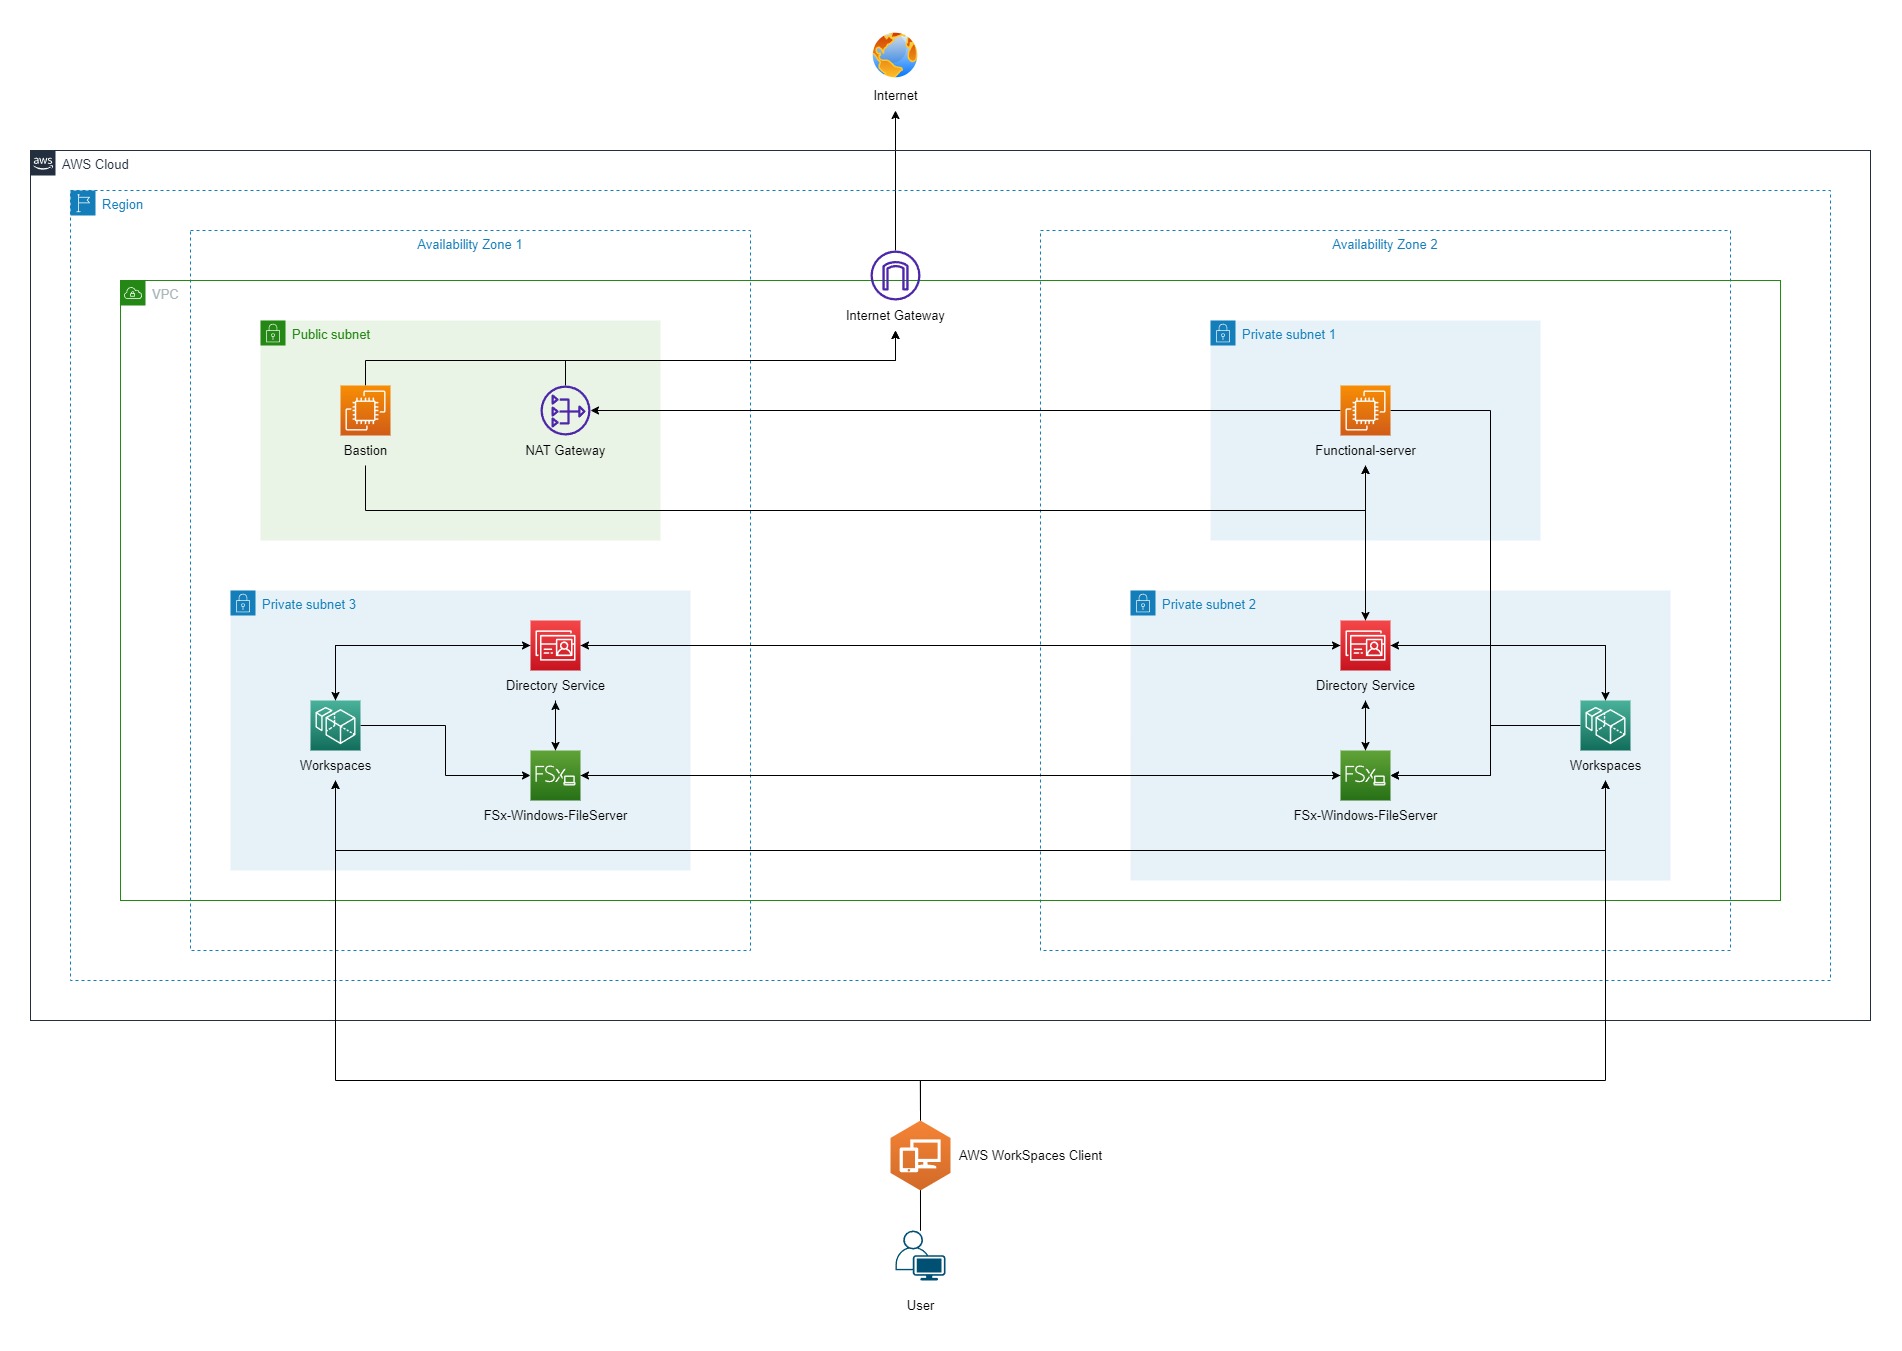 Internet
aws
AWS Cloud
Region
Availability Zone 1
Availability Zone 2
VPC
Internet Gateway
Public subnet
Private subnet 1
Bastion
NAT Gateway
Functional-server
Private subnet 3
Private subnet 2
Directory Service
Directory Service
Workspaces
Workspaces
FSx
FSx
FSx-Windows-FileServer
FSx-Windows-FileServer
AWS WorkSpaces Client
User